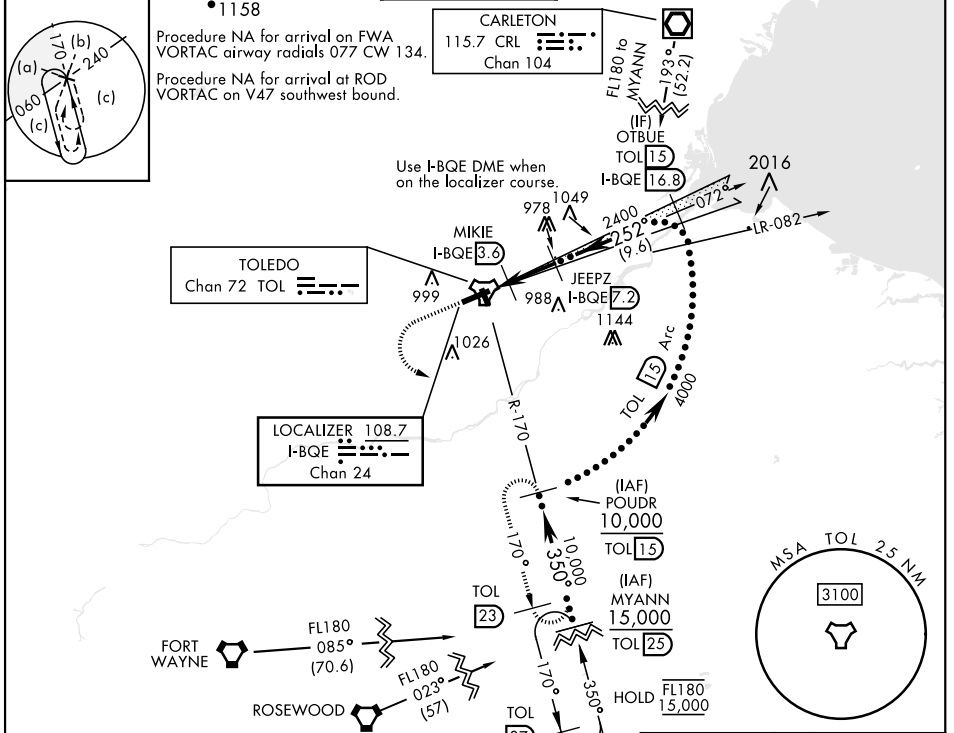 1158
Procedure NA for arrival on FWA
VORTAC airway radials 077 CW 134.
Procedure NA for arrival at ROD
VORTAC on V47 southwest bound.
170
(b)
240
(a)
(c)
060
(c)
CARLETON
115.7 CRL
Chan 104
FL180 to
MYANN
193°
(52.2)
(IF)
OTBUE
TOL 15
I-BQE 16.8
Use I-BQE DME when
on the localizer course.
2016
1049
978
2400
072°
252°
(9.6)
LR-082
MIKIE
I-BQE 3.6
JEEPZ
I-BQE 7.2
TOLEDO
Chan 72 TOL
999
988
1144
1026
TOL 15 Arc
4000
R-170
LOCALIZER 108.7
I-BQE
Chan 24
(IAF)
POUDR
10,000
TOL 15
170°
10,000
350°
(IAF)
MYANN
15,000
TOL 25
TOL
23
MSA TOL 25 NM
3100
FORT
WAYNE
FL180
085°
(70.6)
FL180
023°
(57)
ROSEWOOD
170°
350°
HOLD FL180
15,000
TOL